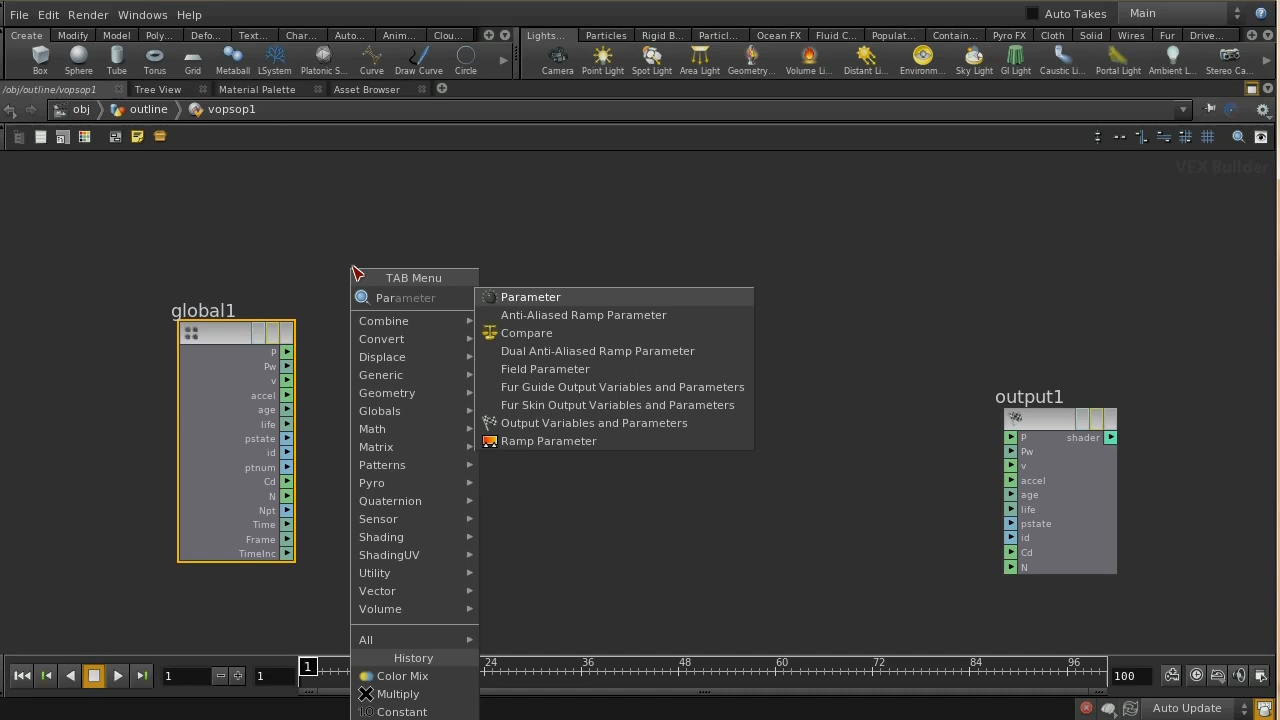 File Edit Render Windows Help
Auto Takes Main
Create Modify Model Poly... Defo... Text... Char... Auto... Anim... Clou...
Lights... Particles Rigid B... Particl... Ocean FX Fluid C... Populat... Contain... Pyro FX Cloth Solid Wires Fur Drive...
Box Sphere Tube Torus Grid Metaball LSystem Platonic S... Curve Draw Curve Circle
Camera Point Light Spot Light Area Light Geometry... Volume Li... Distant Li... Environm... Sky Light GI Light Caustic Li... Portal Light Ambient L... Stereo Ca...
/obj/outline/vopsop1 Tree View Material Palette Asset Browser
obj outline vopsop1
VEX Builder
global1
P
Pw
v
accel
age
life
pstate
id
ptnum
Cd
N
Npt
Time
Frame
TimeInc
TAB Menu
Parameter
Combine
Convert
Displace
Generic
Geometry
Globals
Math
Matrix
Patterns
Pyro
Quaternion
Sensor
Shading
ShadingUV
Utility
Vector
Volume
All
History
Color Mix
Multiply
Constant
Parameter
Anti-Aliased Ramp Parameter
Compare
Dual Anti-Aliased Ramp Parameter
Field Parameter
Fur Guide Output Variables and Parameters
Fur Skin Output Variables and Parameters
Output Variables and Parameters
Ramp Parameter
output1
P shader
Pw
v
accel
age
life
pstate
id
Cd
N
1 1 1 24 36 48 60 72 84 96 100
Auto Update